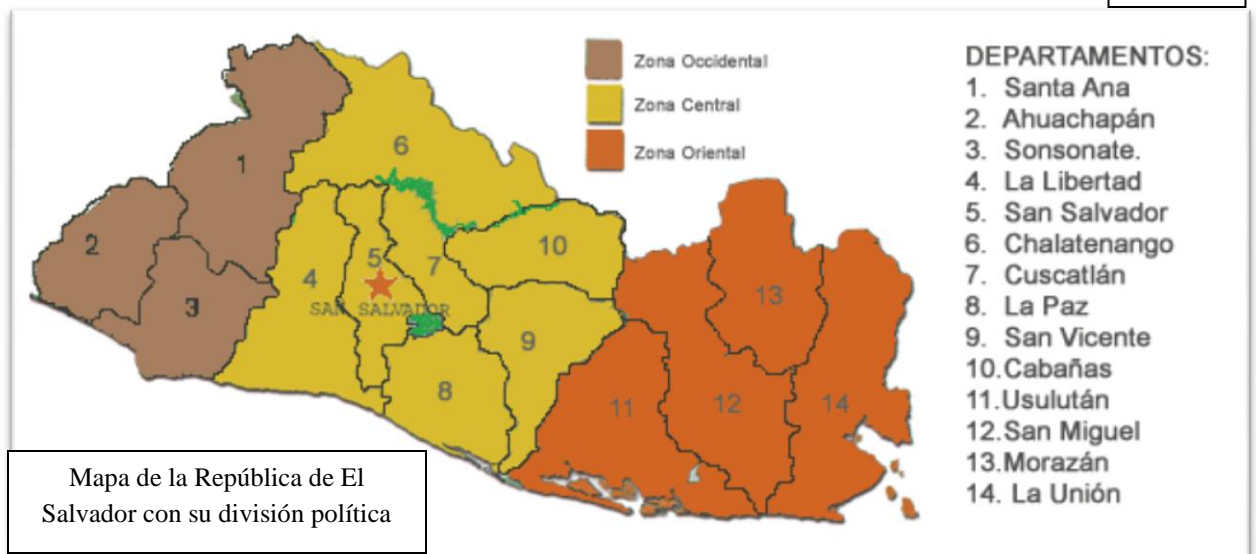 Zona Occidental
Zona Central
Zona Oriental
DEPARTAMENTOS:
1. Santa Ana
2. Ahuachapán
3. Sonsonate.
4. La Libertad
5. San Salvador
6. Chalatenango
7. Cuscatlán
8. La Paz
9. San Vicente
10.Cabañas
11.Usulután
12.San Miguel
13.Morazán
14. La Unión
6
1
2
10
5
4
7
SAN SALVADOR
3
13
9
8
11
12
14
Mapa de la República de El
Salvador con su división política